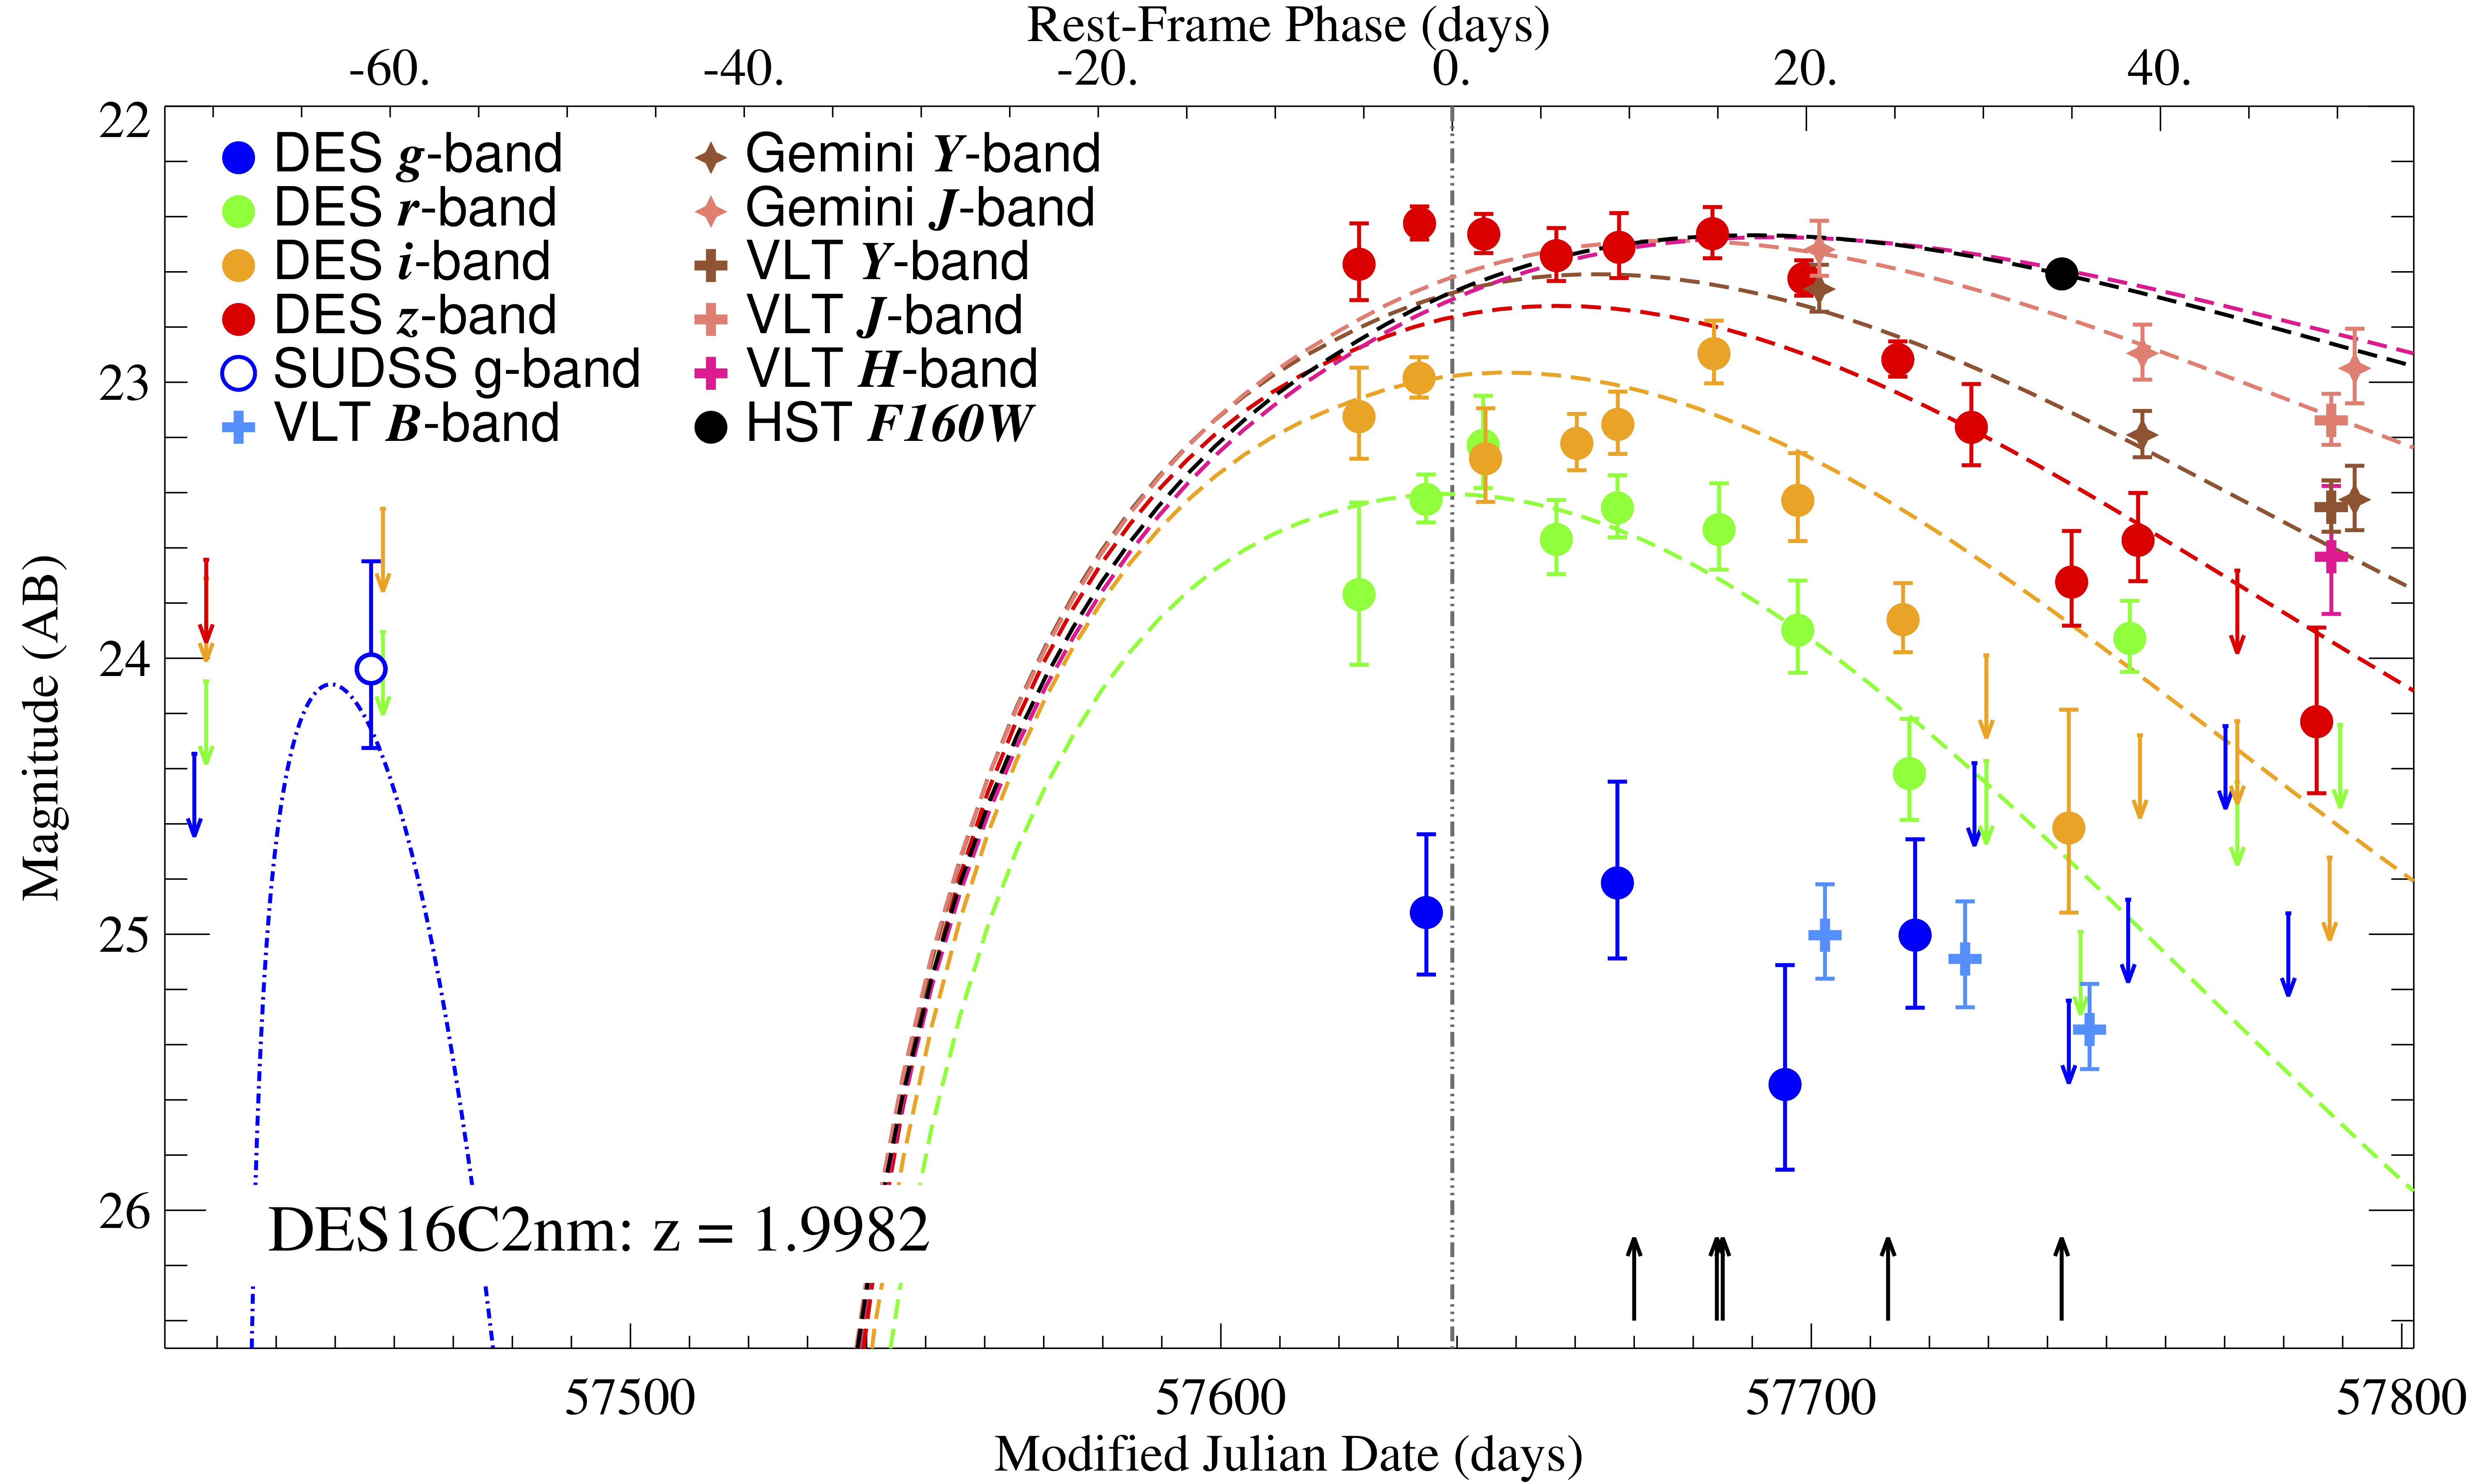 Rest-Frame Phase (days)
-60. -40. -20. 0. 20. 40.
22
23
24
25
26
Magnitude (AB)
DES g-band
DES r-band
DES i-band
DES z-band
SUDSS g-band
VLT B-band
Gemini Y-band
Gemini J-band
VLT Y-band
VLT J-band
VLT H-band
HST F160W
DES16C2nm: z = 1.9982
57500 57600 57700 57800
Modified Julian Date (days)